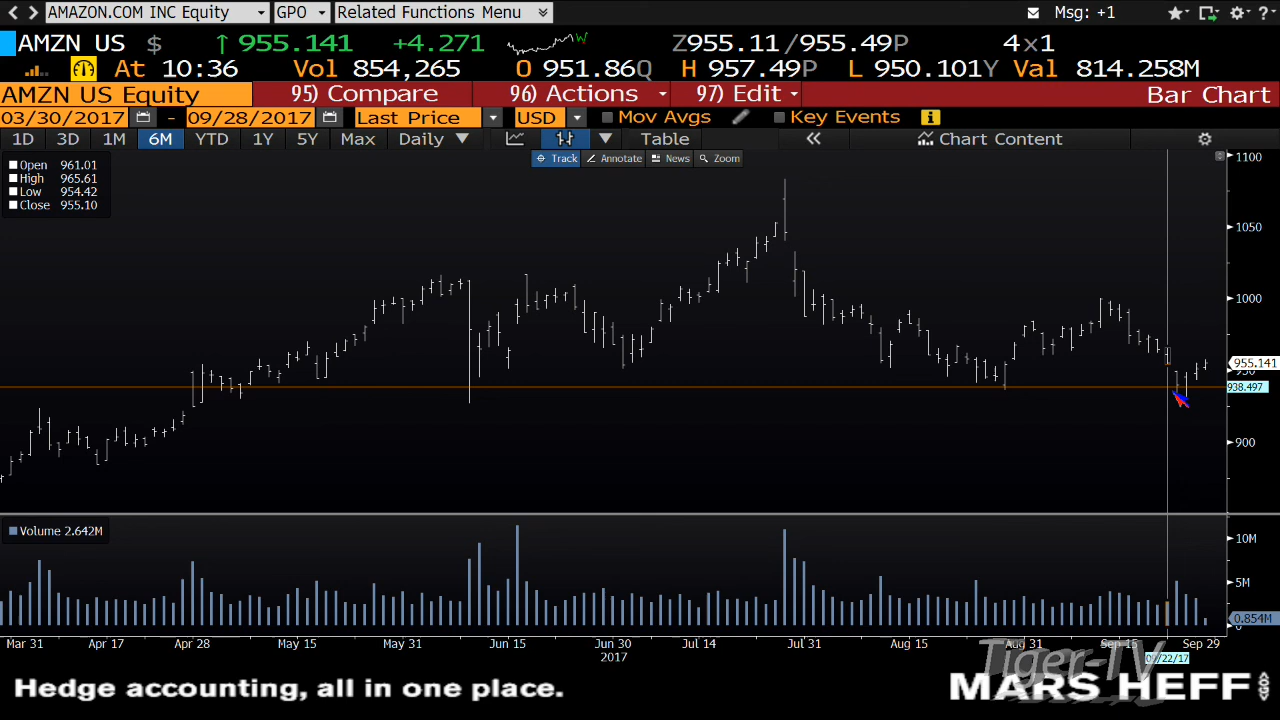 AMAZON.COM INC Equity GPO Related Functions Menu Msg: +1 ?
AMZN US $ ↑ 955.141 +4.271 Z955.11/955.49P 4x1
At 10:36 Vol 854,265 O 951.86Q H 957.49P L 950.101Y Val 814.258M
AMZN US Equity 95) Compare 96) Actions 97) Edit Bar Chart
03/30/2017 - 09/28/2017 Last Price USD Mov Avgs Key Events i
1D 3D 1M 6M YTD 1Y 5Y Max Daily Table « Chart Content
Track Annotate News Zoom
Open 961.01
High 965.61
Low 954.42
Close 955.10
1100
1050
1000
955.141
950
938.497
900
Volume 2.642M
10M
5M
0.854M
0
Mar 31 Apr 17 Apr 28 May 15 May 31 Jun 15 Jun 30 Jul 14 Jul 31 Aug 15 Aug 31 Sep 15 Sep 29
2017
09/22/17
Tiger-TV
Hedge accounting, all in one place.
MARS HEFF